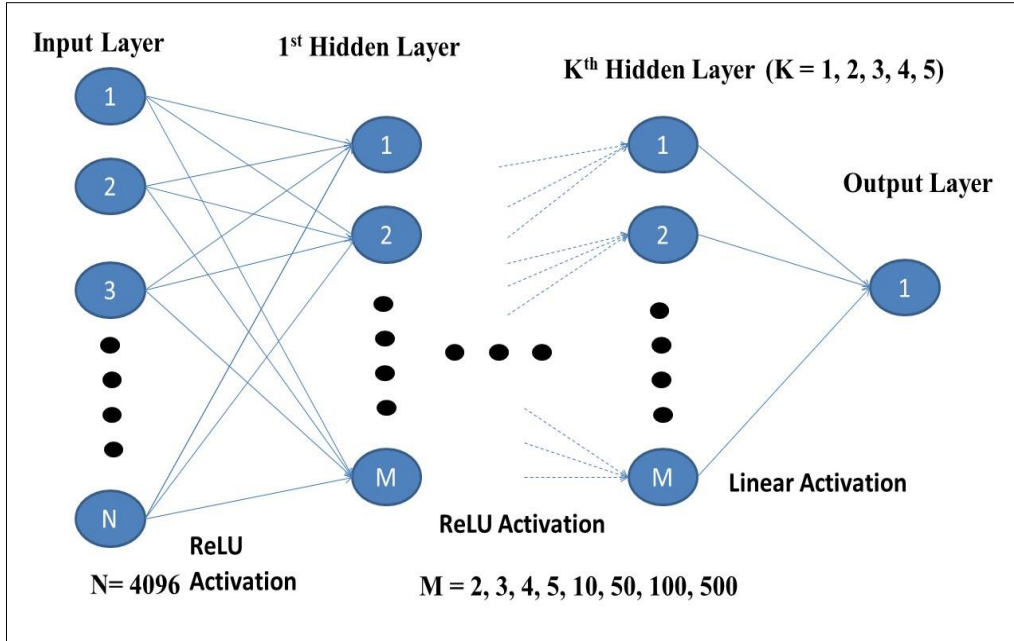 Input Layer
1st Hidden Layer
Kth Hidden Layer (K = 1, 2, 3, 4, 5)
Output Layer
1
2
3
N
1
2
M
1
2
M
1
ReLU
Activation
ReLU Activation
Linear Activation
N= 4096
M = 2, 3, 4, 5, 10, 50, 100, 500